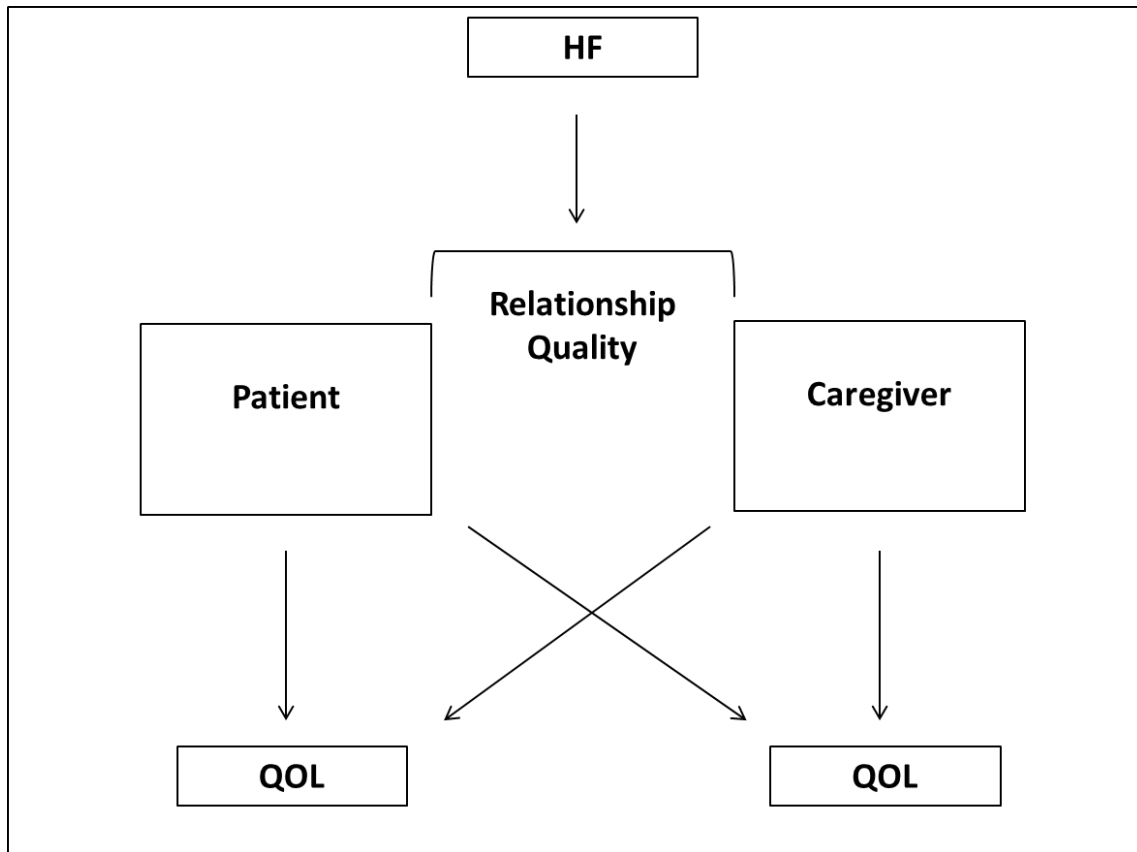 HF
Relationship
Quality
Patient
Caregiver
QOL
QOL